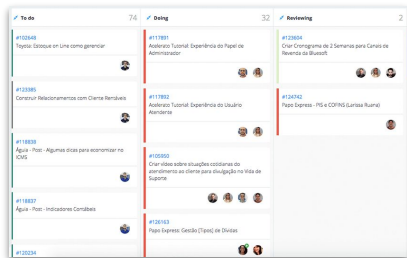 To do 74
#102648
Toyota: Estoque on Line como gerenciar
#123385
Construir Relacionamentos com Cliente Rentáveis
#118836
Águia - Post - Algumas dicas para economizar no
ICMS
#118837
Águia - Post - Indicadores Contábeis
#120234
Doing 32
#117891
Acelerato Tutorial: Experiência do Papel de
Administrador
#117892
Acelerato Tutorial: Experiência do Usuário
Atendente
#105950
Criar vídeo sobre situações cotidianas do
atendimento ao cliente para divulgação no Vida de
Suporte
#126163
Papo Express: Gestão (Tipos) de Dívidas
Reviewing 2
#123604
Criar Cronograma de 2 Semanas para Canais de
Revenda da Bluesoft
#124742
Papo Express - PIS e COFINS (Larissa Ruana)